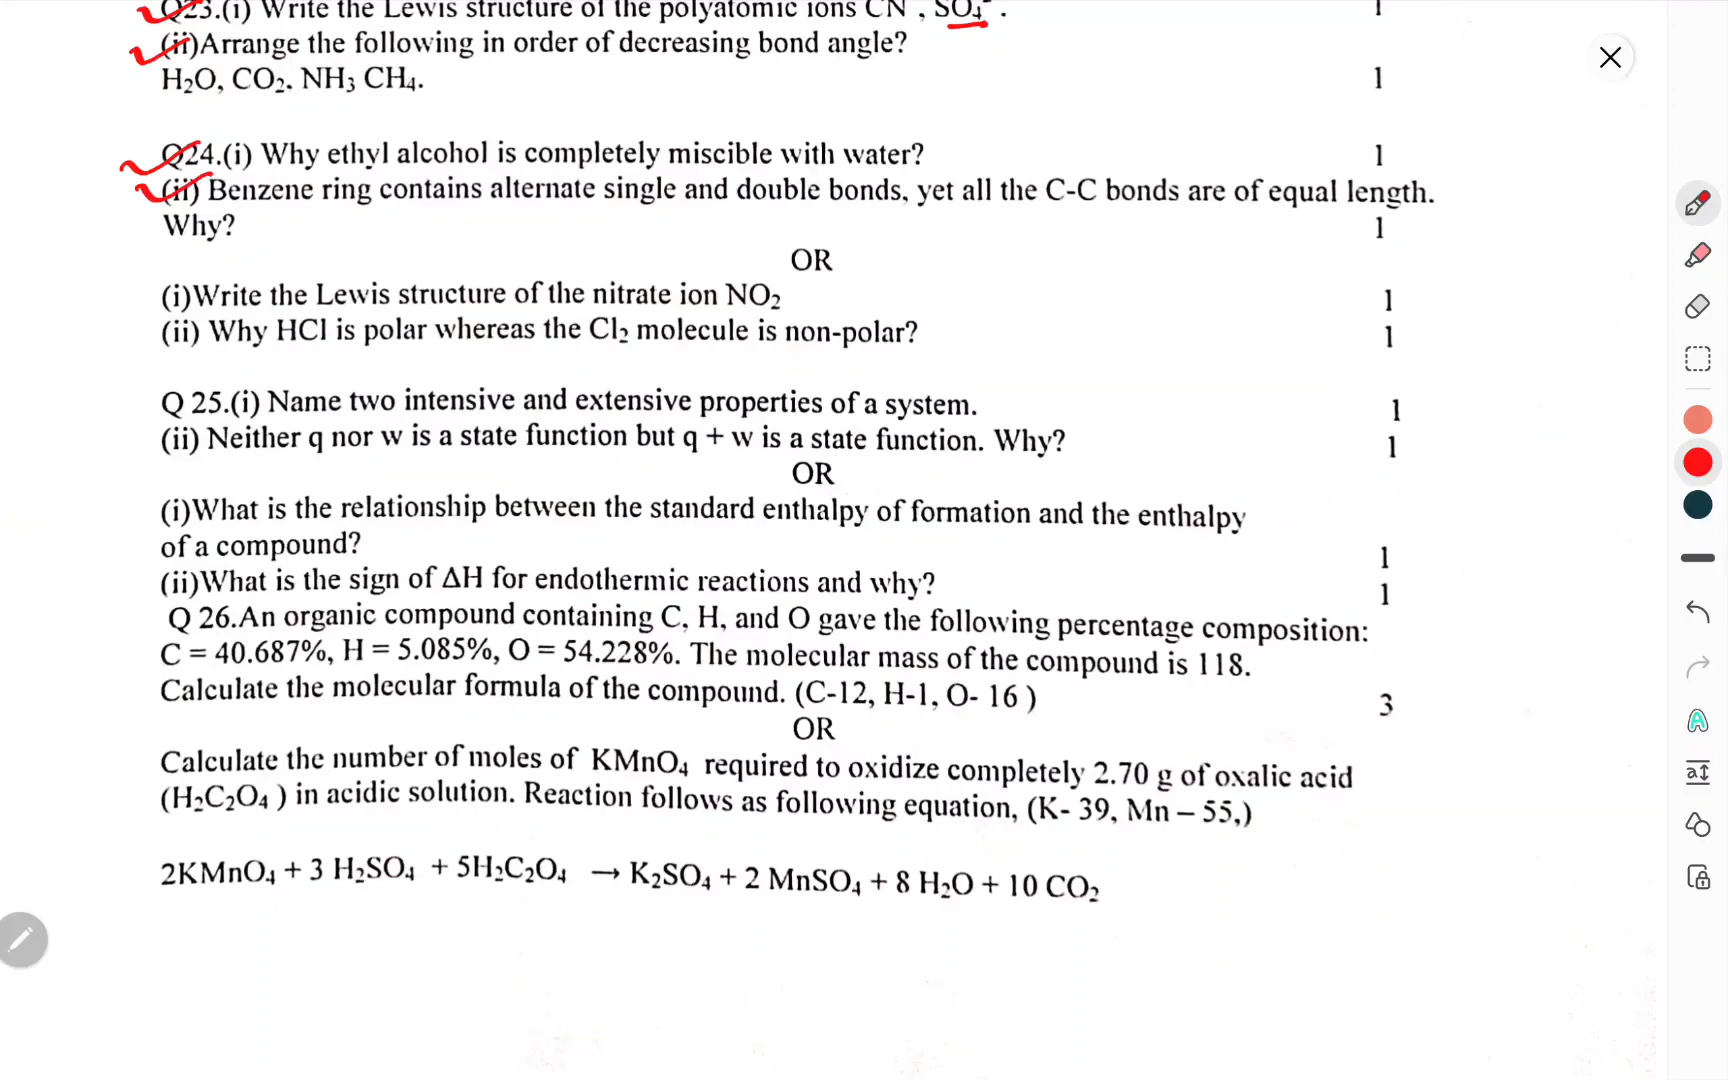 Q23.(i) Write the Lewis structure of the polyatomic ions CN⁻, SO₄²⁻. 1
(ii)Arrange the following in order of decreasing bond angle?
H₂O, CO₂. NH₃ CH₄. 1
Q24.(i) Why ethyl alcohol is completely miscible with water? 1
(ii) Benzene ring contains alternate single and double bonds, yet all the C-C bonds are of equal length.
Why? 1
OR
(i)Write the Lewis structure of the nitrate ion NO₂ 1
(ii) Why HCl is polar whereas the Cl₂ molecule is non-polar? 1
Q 25.(i) Name two intensive and extensive properties of a system. 1
(ii) Neither q nor w is a state function but q + w is a state function. Why? 1
OR
(i)What is the relationship between the standard enthalpy of formation and the enthalpy
of a compound? 1
(ii)What is the sign of ΔH for endothermic reactions and why? 1
Q 26.An organic compound containing C, H, and O gave the following percentage composition:
C = 40.687%, H = 5.085%, O = 54.228%. The molecular mass of the compound is 118.
Calculate the molecular formula of the compound. (C-12, H-1, O- 16 ) 3
OR
Calculate the number of moles of KMnO₄ required to oxidize completely 2.70 g of oxalic acid
(H₂C₂O₄ ) in acidic solution. Reaction follows as following equation, (K- 39, Mn – 55,)
2KMnO₄ + 3 H₂SO₄ + 5H₂C₂O₄ → K₂SO₄ + 2 MnSO₄ + 8 H₂O + 10 CO₂